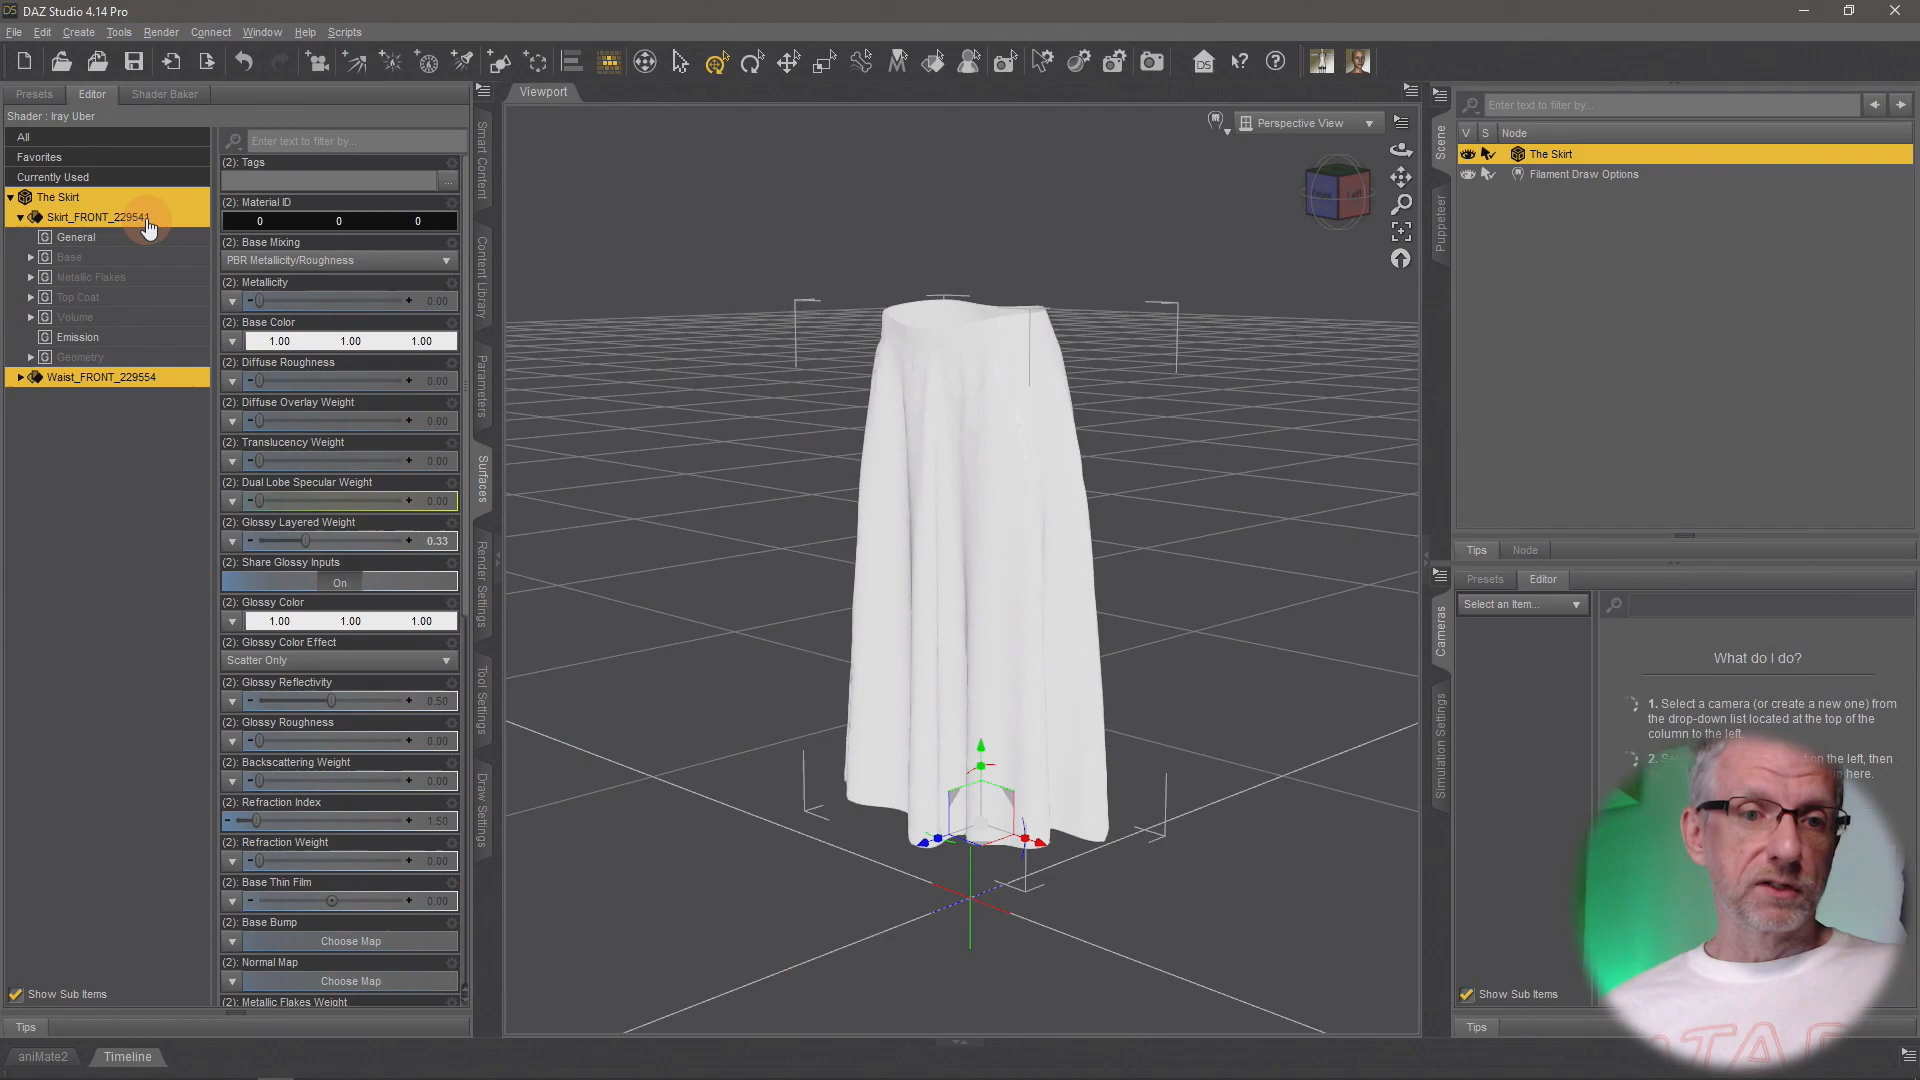 DAZ Studio 4.14 Pro
File Edit Create Tools Render Connect Window Help Scripts
Presets Editor Shader Baker
Shader : Iray Uber
All
Favorites
Currently Used
The Skirt
Skirt_FRONT_229541
General
Base
Metallic Flakes
Top Coat
Volume
Emission
Geometry
Waist_FRONT_229554
Show Sub Items
Tips
Enter text to filter by...
(2): Tags
...
(2): Material ID
0 0 0
(2): Base Mixing
PBR Metallicity/Roughness
(2): Metallicity
0.00
(2): Base Color
1.00 1.00 1.00
(2): Diffuse Roughness
0.00
(2): Diffuse Overlay Weight
0.00
(2): Translucency Weight
0.00
(2): Dual Lobe Specular Weight
0.00
(2): Glossy Layered Weight
0.33
(2): Share Glossy Inputs
On
(2): Glossy Color
1.00 1.00 1.00
(2): Glossy Color Effect
Scatter Only
(2): Glossy Reflectivity
0.50
(2): Glossy Roughness
0.00
(2): Backscattering Weight
0.00
(2): Refraction Index
1.50
(2): Refraction Weight
0.00
(2): Base Thin Film
0.00
(2): Base Bump
Choose Map
(2): Normal Map
Choose Map
(2): Metallic Flakes Weight
Smart Content
Content Library
Parameters
Surfaces
Render Settings
Tool Settings
Draw Settings
Viewport
Perspective View
Left
Scene
Puppeteer
Enter text to filter by...
V S Node
The Skirt
Filament Draw Options
Tips Node
Presets Editor
Select an Item...
Cameras
Simulation Settings
What do I do?
1. Select a camera (or create a new one) from
the drop-down list located at the top of the
column to the left.
2.
on the left, then
up here.
Show Sub Items
Tips
aniMate2 Timeline